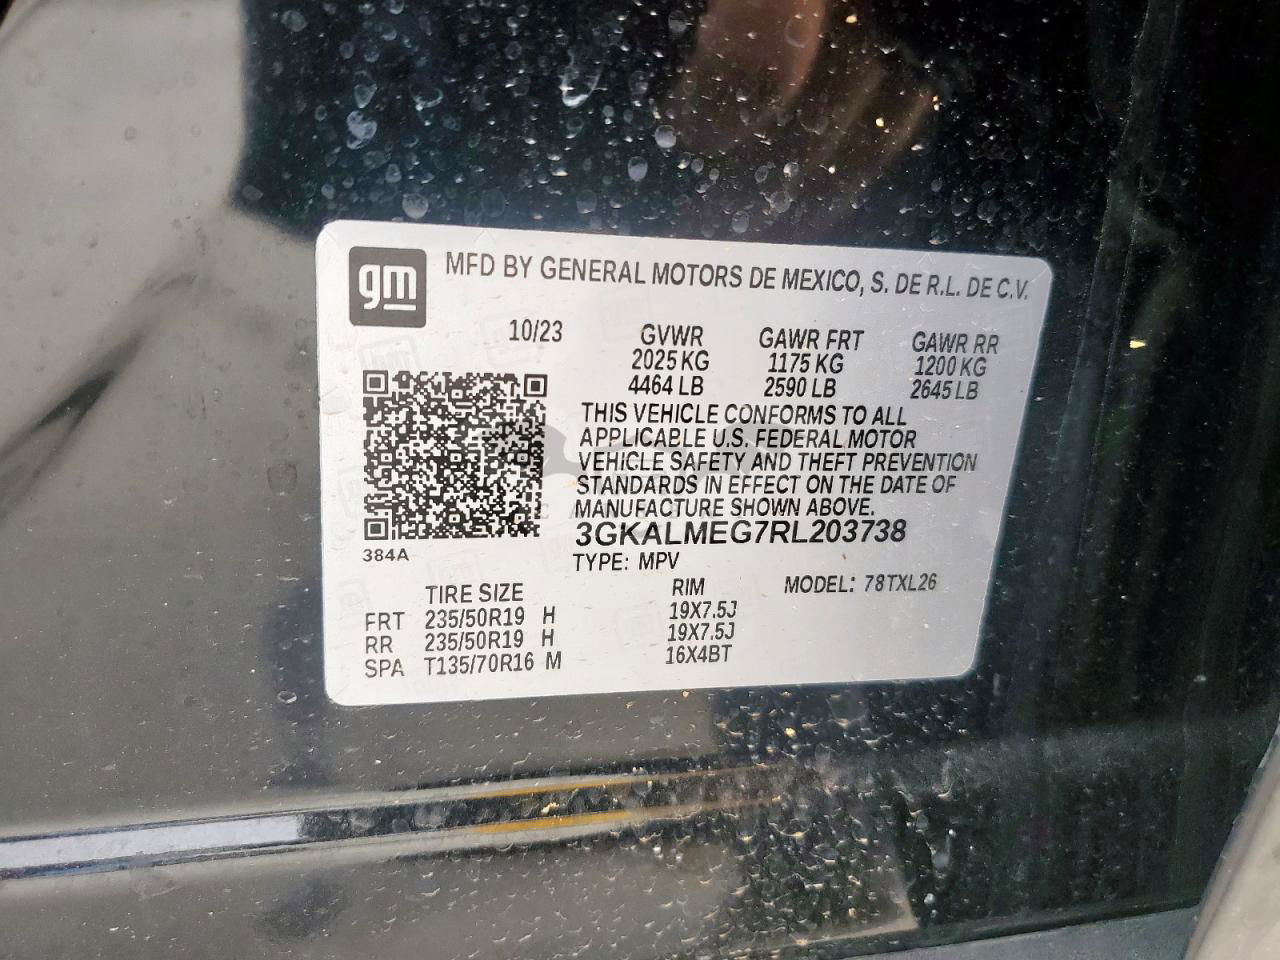 gm MFD BY GENERAL MOTORS DE MEXICO, S. DE R.L. DE C.V.
10/23 GVWR GAWR FRT GAWR RR
2025 KG 1175 KG 1200 KG
4464 LB 2590 LB 2645 LB
THIS VEHICLE CONFORMS TO ALL
APPLICABLE U.S. FEDERAL MOTOR
VEHICLE SAFETY AND THEFT PREVENTION
STANDARDS IN EFFECT ON THE DATE OF
MANUFACTURE SHOWN ABOVE.
3GKALMEG7RL203738
384A
TYPE: MPV MODEL: 78TXL26
TIRE SIZE RIM
FRT 235/50R19 H 19X7.5J
RR 235/50R19 H 19X7.5J
SPA T135/70R16 M 16X4BT